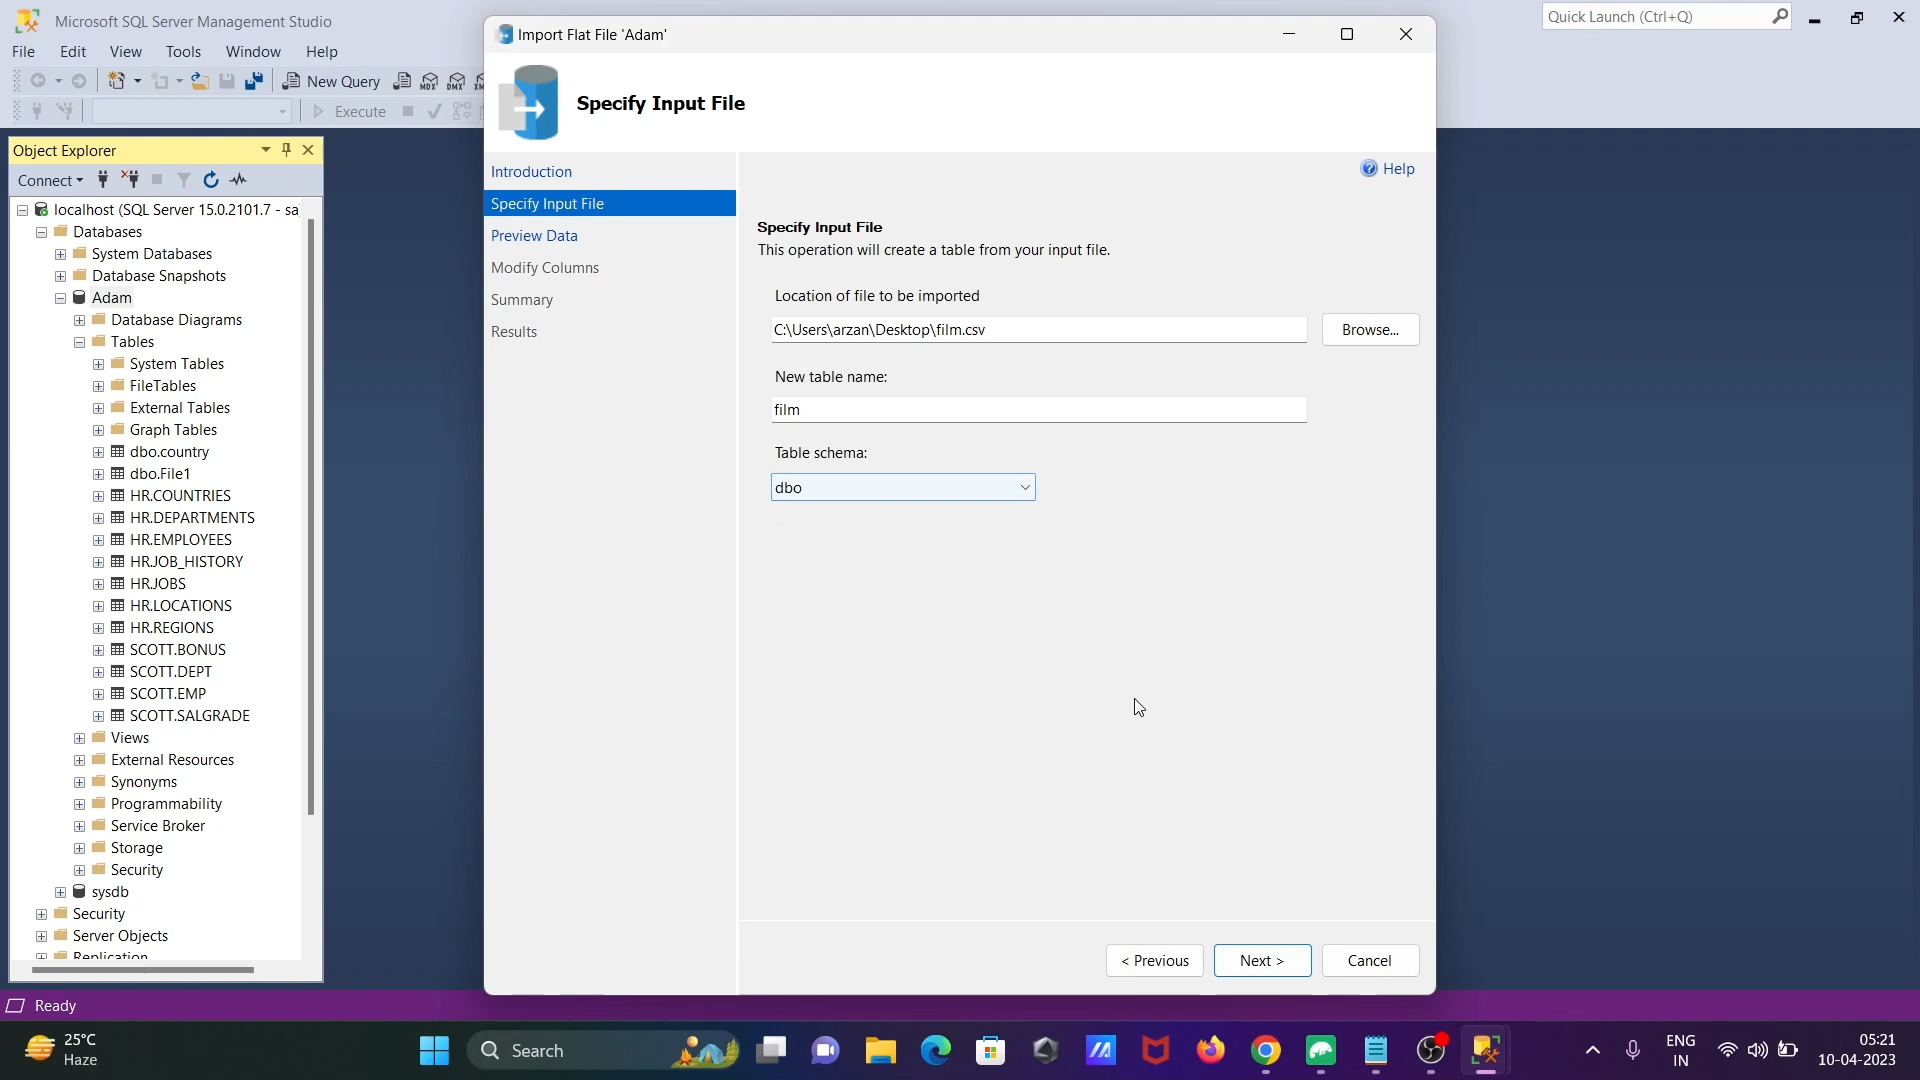 Microsoft SQL Server Management Studio
Quick Launch (Ctrl+Q)
File Edit View Tools Window Help
New Query
Execute
Object Explorer
Connect
localhost (SQL Server 15.0.2101.7 - sa
Databases
System Databases
Database Snapshots
Adam
Database Diagrams
Tables
System Tables
FileTables
External Tables
Graph Tables
dbo.country
dbo.File1
HR.COUNTRIES
HR.DEPARTMENTS
HR.EMPLOYEES
HR.JOB_HISTORY
HR.JOBS
HR.LOCATIONS
HR.REGIONS
SCOTT.BONUS
SCOTT.DEPT
SCOTT.EMP
SCOTT.SALGRADE
Views
External Resources
Synonyms
Programmability
Service Broker
Storage
Security
sysdb
Security
Server Objects
Replication
Import Flat File 'Adam'
Specify Input File
Introduction
Specify Input File
Preview Data
Modify Columns
Summary
Results
Help
Specify Input File
This operation will create a table from your input file.
Location of file to be imported
C:\Users\arzan\Desktop\film.csv
Browse...
New table name:
film
Table schema:
dbo
< Previous
Next >
Cancel
Ready
25°C
Haze
Search
ENG
IN
05:21
10-04-2023